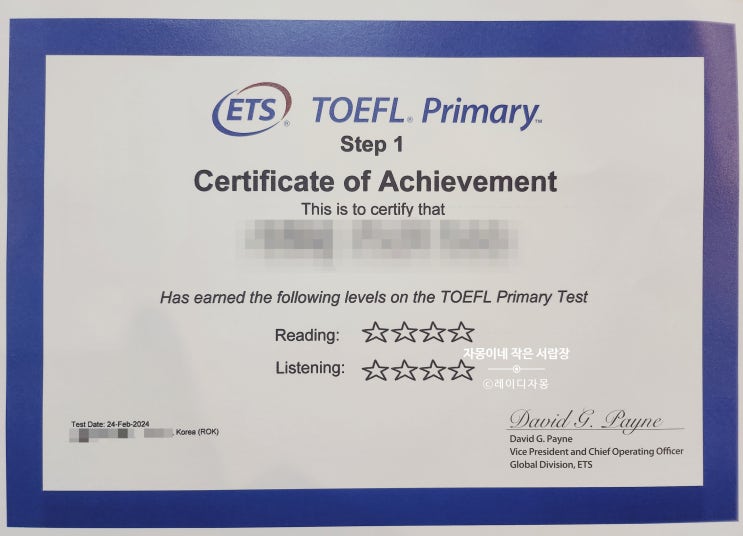 ETS® TOEFL® Primary™
Step 1
Certificate of Achievement
This is to certify that
Has earned the following levels on the TOEFL Primary Test
Reading: ☆☆☆☆
Listening: ☆☆☆☆
자몽이네 작은 서랍장
ⓒ레이디자몽
Test Date: 24-Feb-2024
, Korea (ROK)
David G. Payne
David G. Payne
Vice President and Chief Operating Officer
Global Division, ETS